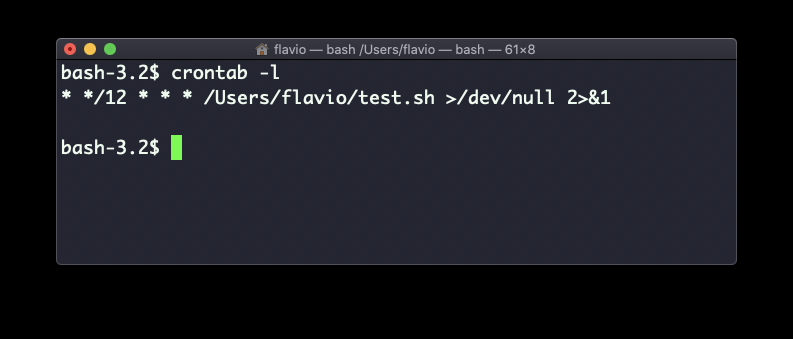 flavio — bash /Users/flavio — bash — 61×8
bash-3.2$ crontab -l
* */12 * * * /Users/flavio/test.sh >/dev/null 2>&1
bash-3.2$